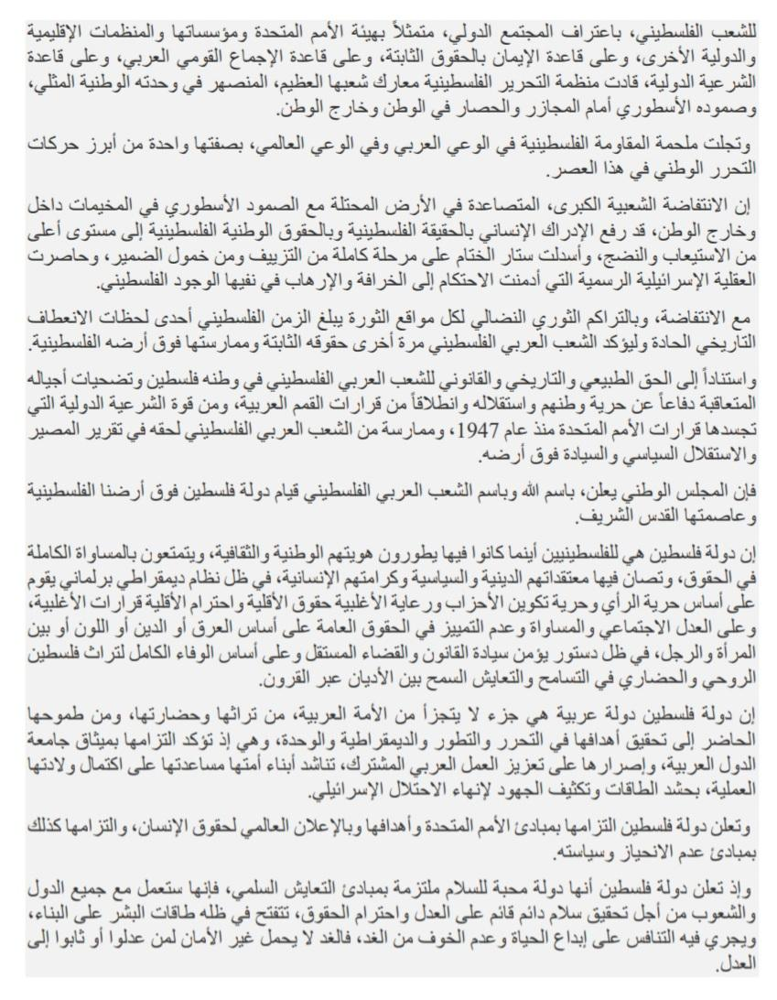 للشعب الفلسطيني، باعتراف المجتمع الدولي، متمثلاً بهيئة الأمم المتحدة ومؤسساتها والمنظمات الإقليمية
والدولية الأخرى، وعلى قاعدة الإيمان بالحقوق الثابتة، وعلى قاعدة الإجماع القومي العربي، وعلى قاعدة
الشرعية الدولية، قادت منظمة التحرير الفلسطينية معارك شعبها العظيم، المنصهر في وحدته الوطنية المثلي،
وصموده الأسطوري أمام المجازر والحصار في الوطن وخارج الوطن.
وتجلت ملحمة المقاومة الفلسطينية في الوعي العربي وفي الوعي العالمي، بصفتها واحدة من أبرز حركات
التحرر الوطني في هذا العصر.
إن الانتفاضة الشعبية الكبرى، المتصاعدة في الأرض المحتلة مع الصمود الأسطوري في المخيمات داخل
وخارج الوطن، قد رفع الإدراك الإنساني بالحقيقة الفلسطينية وبالحقوق الوطنية الفلسطينية إلى مستوى أعلى
من الاستيعاب والنضج، وأسدلت ستار الختام على مرحلة كاملة من التزييف ومن خمول الضمير، وحاصرت
العقلية الإسرائيلية الرسمية التي أدمنت الاحتكام إلى الخرافة والإرهاب في نفيها الوجود الفلسطيني.
مع الانتفاضة، وبالتراكم الثوري النضالي لكل مواقع الثورة يبلغ الزمن الفلسطيني أحدى لحظات الانعطاف
التاريخي الحادة وليؤكد الشعب العربي الفلسطيني مرة أخرى حقوقه الثابتة وممارستها فوق أرضه الفلسطينية.
واستناداً إلى الحق الطبيعي والتاريخي والقانوني للشعب العربي الفلسطيني في وطنه فلسطين وتضحيات أجياله
المتعاقبة دفاعاً عن حرية وطنهم واستقلاله وانطلاقاً من قرارات القمم العربية، ومن قوة الشرعية الدولية التي
تجسدها قرارات الأمم المتحدة منذ عام 1947، وممارسة من الشعب العربي الفلسطيني لحقه في تقرير المصير
والاستقلال السياسي والسيادة فوق أرضه.
فإن المجلس الوطني يعلن، باسم الله وباسم الشعب العربي الفلسطيني قيام دولة فلسطين فوق أرضنا الفلسطينية
وعاصمتها القدس الشريف.
إن دولة فلسطين هي للفلسطينيين أينما كانوا فيها يطورون هويتهم الوطنية والثقافية، ويتمتعون بالمساواة الكاملة
في الحقوق، وتصان فيها معتقداتهم الدينية والسياسية وكرامتهم الإنسانية، في ظل نظام ديمقراطي برلماني يقوم
على أساس حرية الرأي وحرية تكوين الأحزاب ورعاية الأغلبية حقوق الأقلية واحترام الأقلية قرارات الأغلبية،
وعلى العدل الاجتماعي والمساواة وعدم التمييز في الحقوق العامة على أساس العرق أو الدين أو اللون أو بين
المرأة والرجل، في ظل دستور يؤمن سيادة القانون والقضاء المستقل وعلى أساس الوفاء الكامل لتراث فلسطين
الروحي والحضاري في التسامح والتعايش السمح بين الأديان عبر القرون.
إن دولة فلسطين دولة عربية هي جزء لا يتجزأ من الأمة العربية، من تراثها وحضارتها، ومن طموحها
الحاضر إلى تحقيق أهدافها في التحرر والتطور والديمقراطية والوحدة، وهي إذ تؤكد التزامها بميثاق جامعة
الدول العربية، وإصرارها على تعزيز العمل العربي المشترك، تناشد أبناء أمتها مساعدتها على اكتمال ولادتها
العملية، بحشد الطاقات وتكثيف الجهود لإنهاء الاحتلال الإسرائيلي.
وتعلن دولة فلسطين التزامها بمبادئ الأمم المتحدة وأهدافها وبالإعلان العالمي لحقوق الإنسان، والتزامها كذلك
بمبادئ عدم الانحياز وسياسته.
وإذ تعلن دولة فلسطين أنها دولة محبة للسلام ملتزمة بمبادئ التعايش السلمي، فإنها ستعمل مع جميع الدول
والشعوب من أجل تحقيق سلام دائم قائم على العدل واحترام الحقوق، تتفتح في ظله طاقات البشر على البناء،
ويجري فيه التنافس على إبداع الحياة وعدم الخوف من الغد، فالغد لا يحمل غير الأمان لمن عدلوا أو ثابوا إلى
العدل.